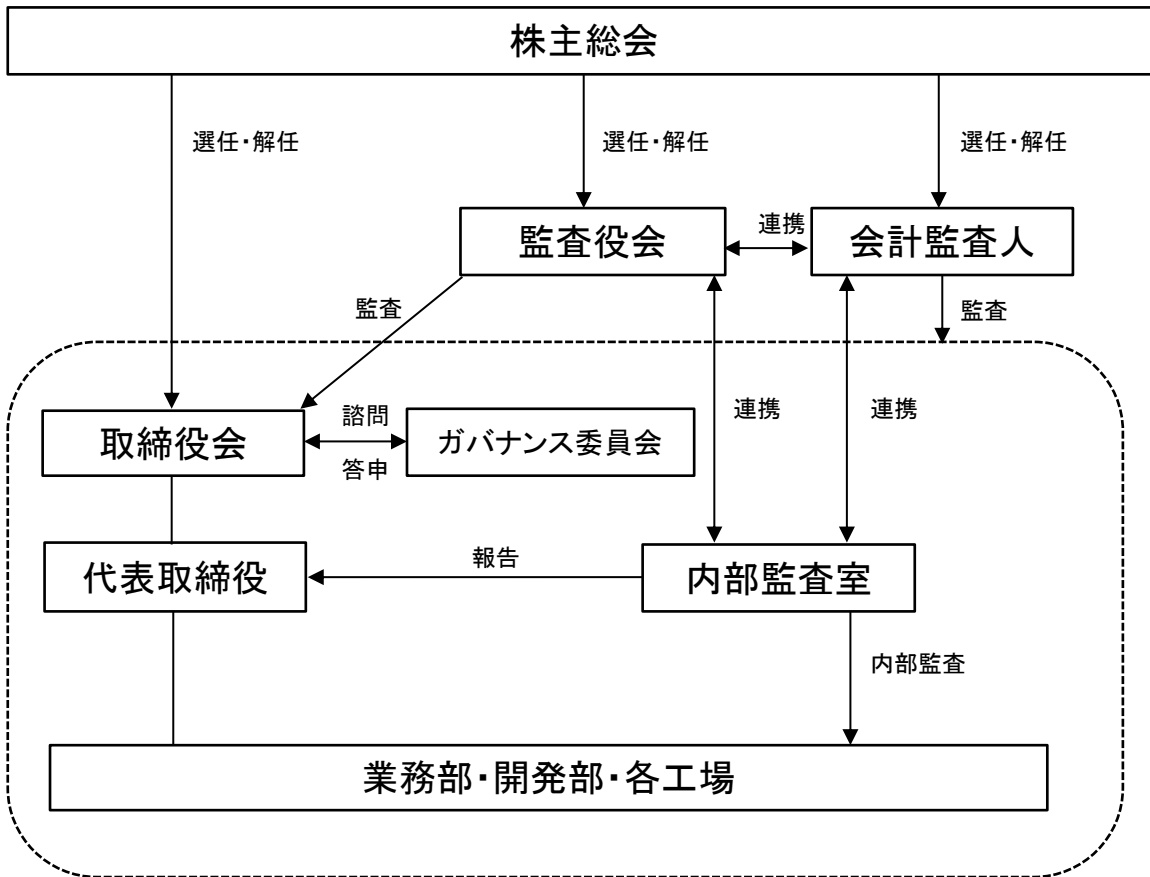 株主総会
選任・解任
選任・解任
選任・解任
監査役会
連携
会計監査人
監査
監査
取締役会
諮問
答申
ガバナンス委員会
連携
連携
代表取締役
報告
内部監査室
内部監査
業務部・開発部・各工場